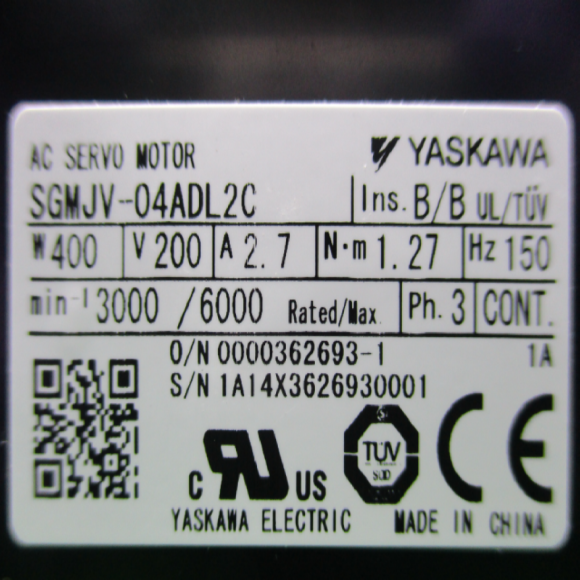 AC SERVO MOTOR YASKAWA
SGMJV-04ADL2C Ins. B/B UL/TÜV
W 400 V 200 A 2.7 N·m 1.27 Hz 150
min-1 3000 /6000 Rated/Max. Ph. 3 CONT.
O/N 0000362693-1 1A
S/N 1A14X3626930001
C RU US TÜV SÜD CE
YASKAWA ELECTRIC MADE IN CHINA